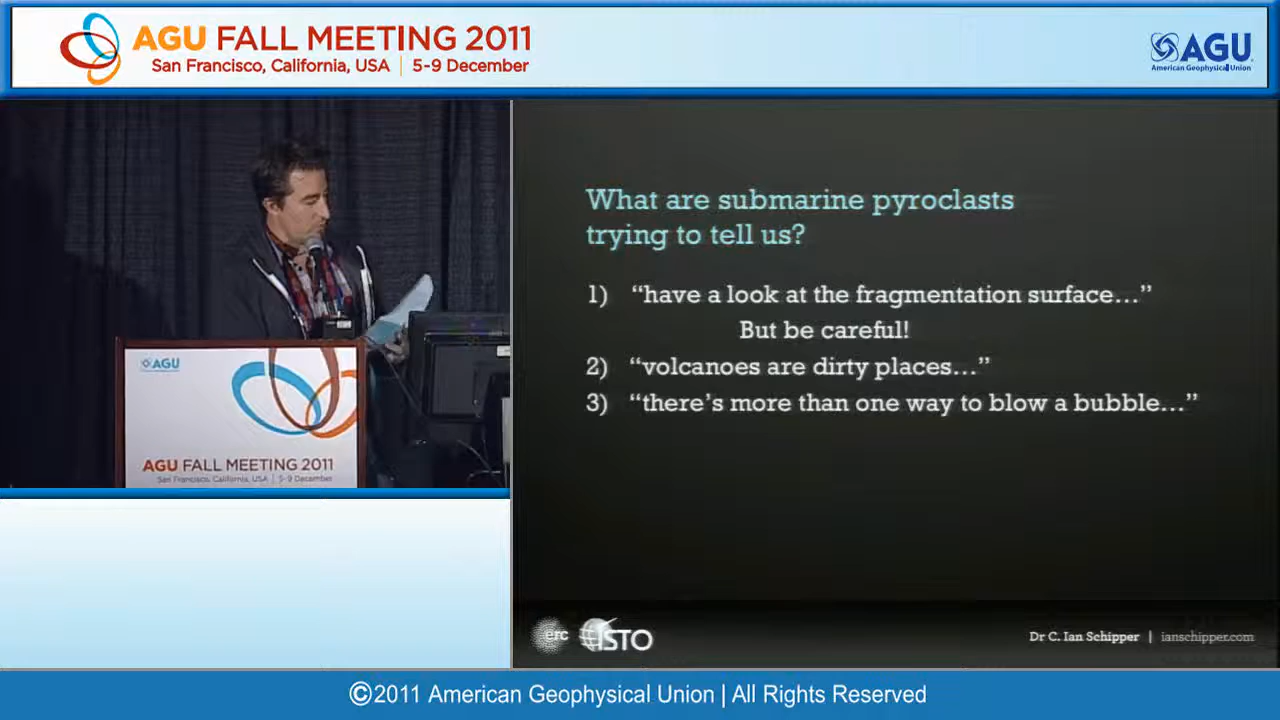 AGU FALL MEETING 2011
San Francisco, California, USA | 5-9 December
AGU
American Geophysical Union
What are submarine pyroclasts
trying to tell us?
1) “have a look at the fragmentation surface…”
But be careful!
2) “volcanoes are dirty places…”
3) “there’s more than one way to blow a bubble…”
AGU
AGU FALL MEETING 2011
San Francisco, California, USA | 5-9 December
erc
ISTO
Dr C. Ian Schipper | ianschipper.com
©2011 American Geophysical Union | All Rights Reserved